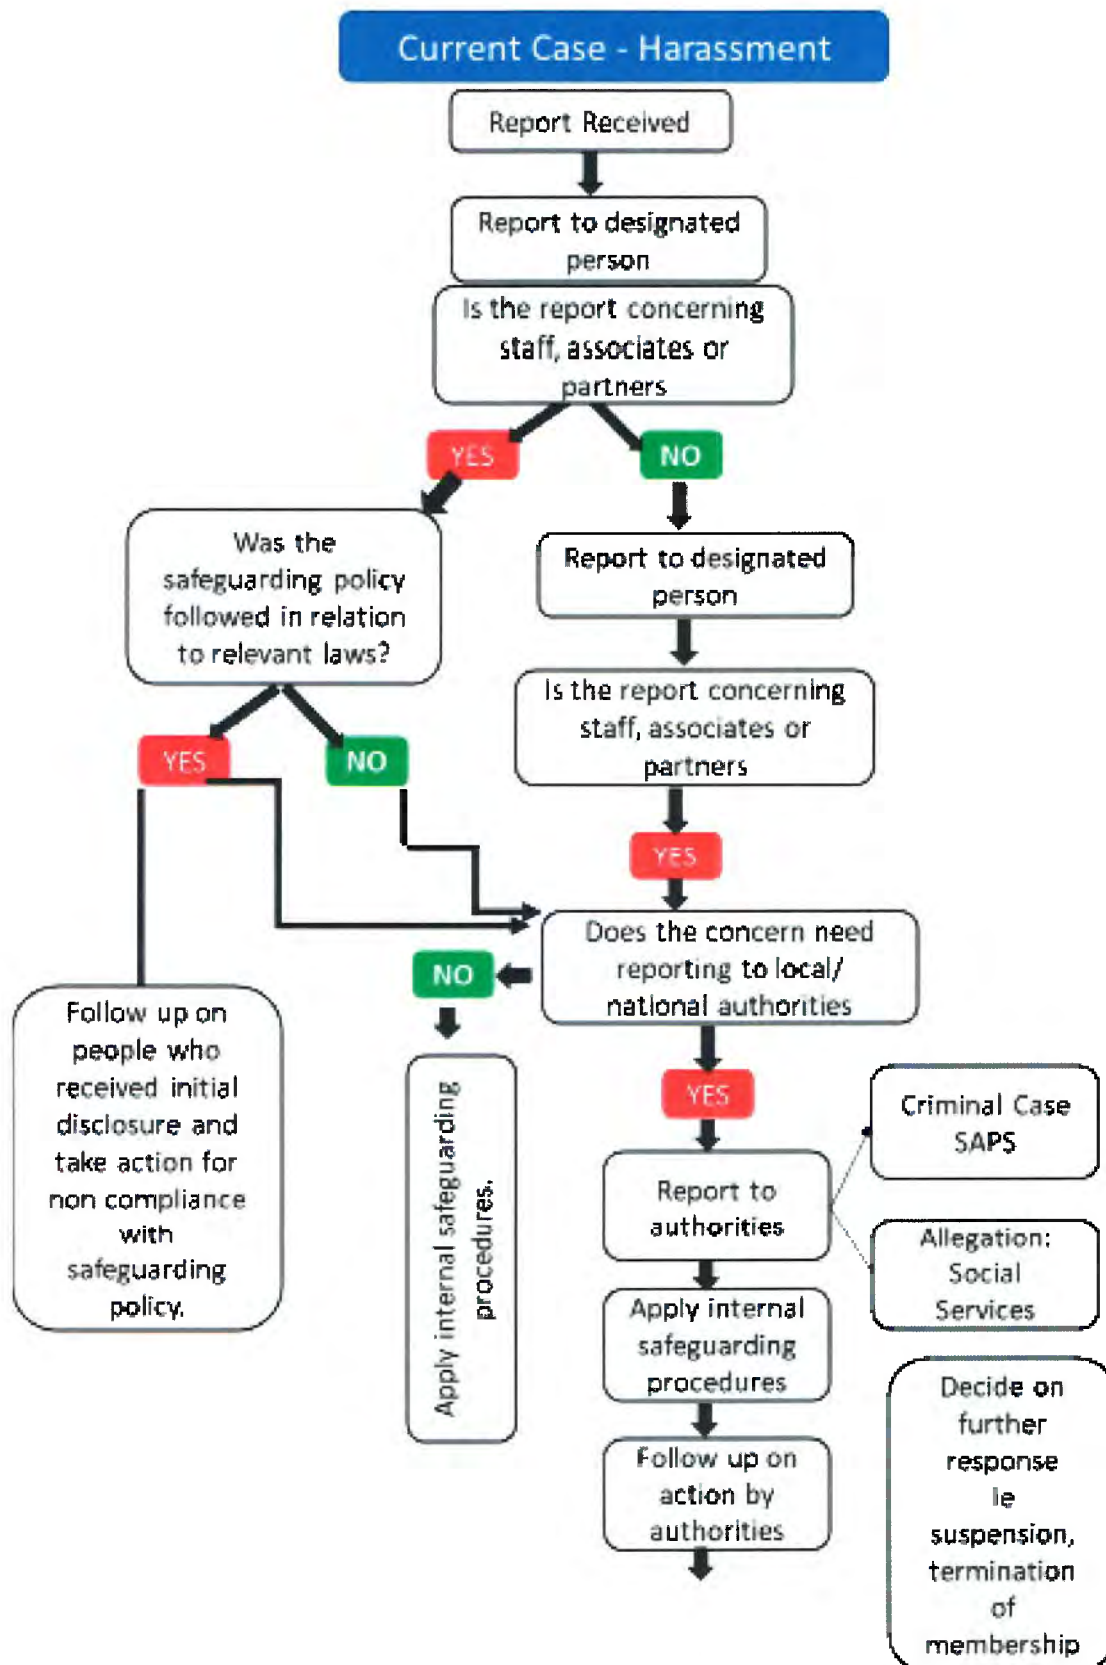 Current Case - Harassment
Report Received
Report to designated
person
Is the report concerning
staff, associates or
partners
YES
NO
Was the
safeguarding policy
followed in relation
to relevant laws?
Report to designated
person
Is the report concerning
staff, associates or
partners
YES
NO
YES
Does the concern need
reporting to local/
national authorities
NO
YES
Follow up on
people who
received initial
disclosure and
take action for
non compliance
with
safeguarding
policy.
Apply internal safeguarding
procedures.
Report to
authorities
Criminal Case
SAPS
Allegation:
Social
Services
Apply internal
safeguarding
procedures
Follow up on
action by
authorities
Decide on
further
response
ie
suspension,
termination
of
membership